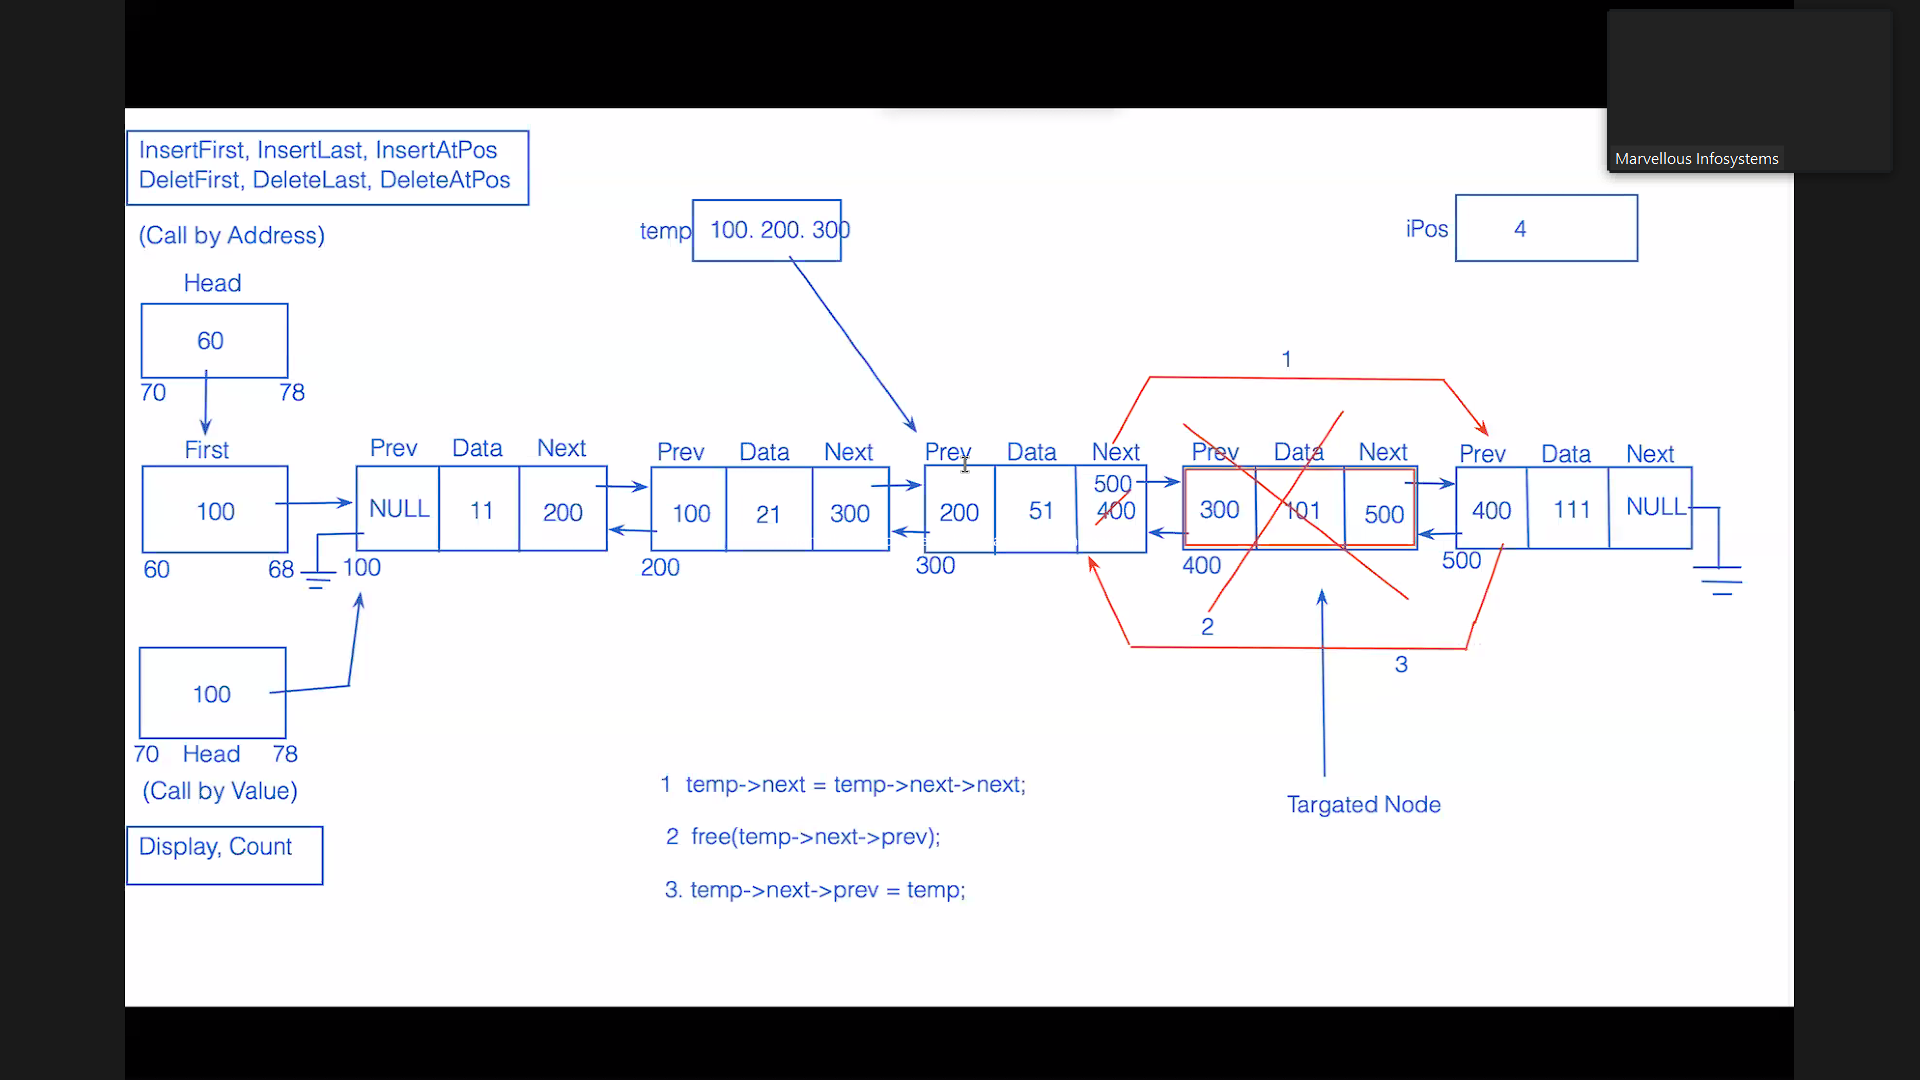 Marvellous Infosystems
InsertFirst, InsertLast, InsertAtPos
DeletFirst, DeleteLast, DeleteAtPos
(Call by Address)
temp 100. 200. 300
iPos 4
Head
60
70 78
1
First
Prev Data Next Prev Data Next Prev Data Next Prev Data Next Prev Data Next
500
100 NULL 11 200 100 21 300 200 51 400 300 101 500 400 111 NULL
60 68 100 200 300 400 500
2
3
100
70 Head 78
(Call by Value)
1 temp->next = temp->next->next;
Targated Node
2 free(temp->next->prev);
Display, Count
3. temp->next->prev = temp;